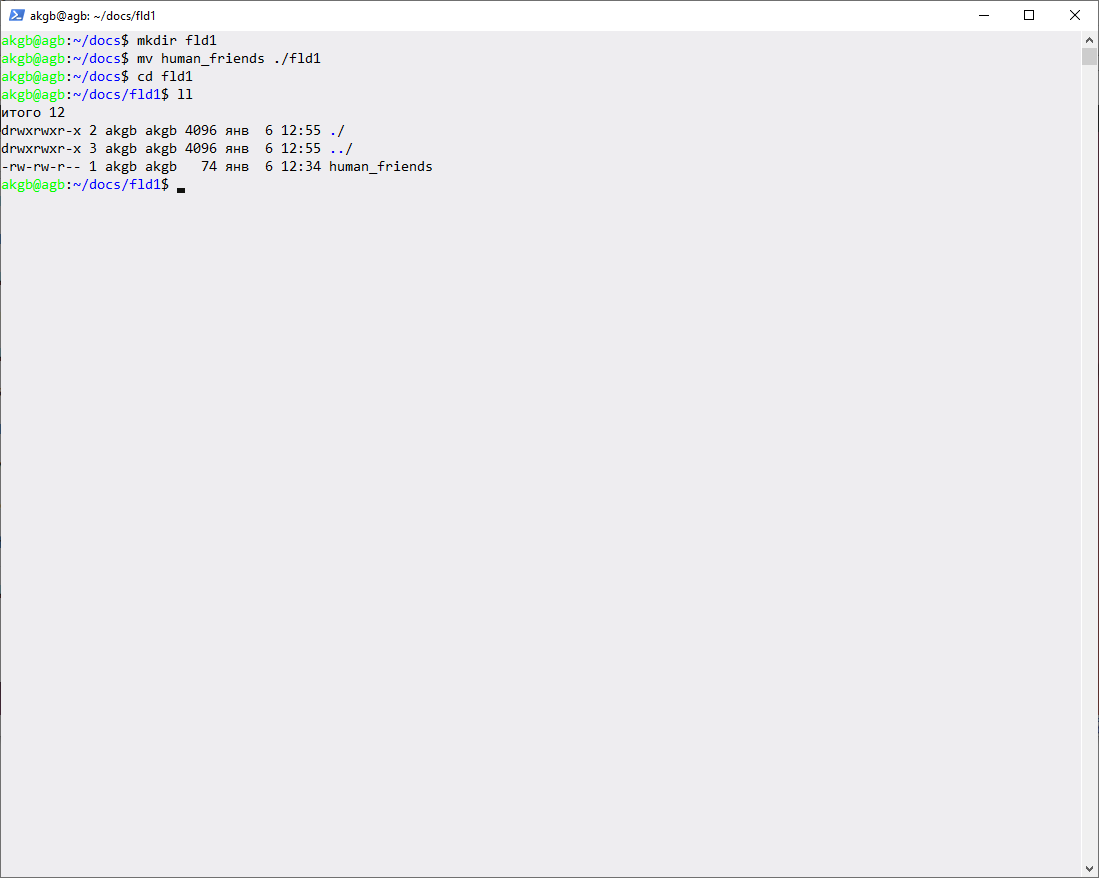 akgb@agb: ~/docs/fld1
akgb@agb:~/docs$ mkdir fld1
akgb@agb:~/docs$ mv human_friends ./fld1
akgb@agb:~/docs$ cd fld1
akgb@agb:~/docs/fld1$ ll
итого 12
drwxrwxr-x 2 akgb akgb 4096 янв  6 12:55 ./
drwxrwxr-x 3 akgb akgb 4096 янв  6 12:55 ../
-rw-rw-r-- 1 akgb akgb   74 янв  6 12:34 human_friends
akgb@agb:~/docs/fld1$